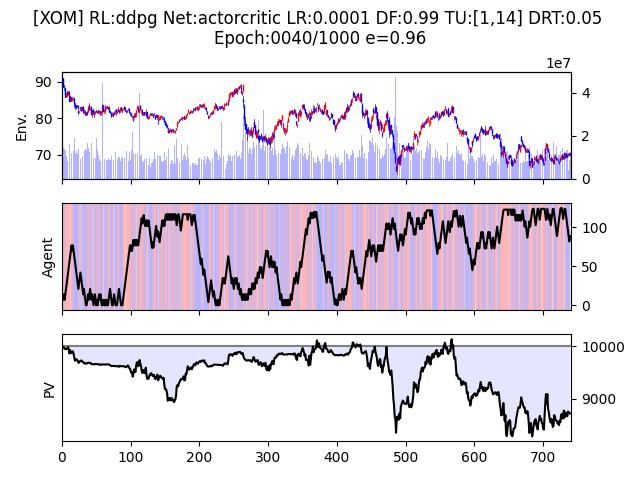 [XOM] RL:ddpg Net:actorcritic LR:0.0001 DF:0.99 TU:[1,14] DRT:0.05
Epoch:0040/1000 e=0.96
1e7
90
80
70
Env.
4
2
0
Agent
100
50
0
PV
10000
9000
0 100 200 300 400 500 600 700